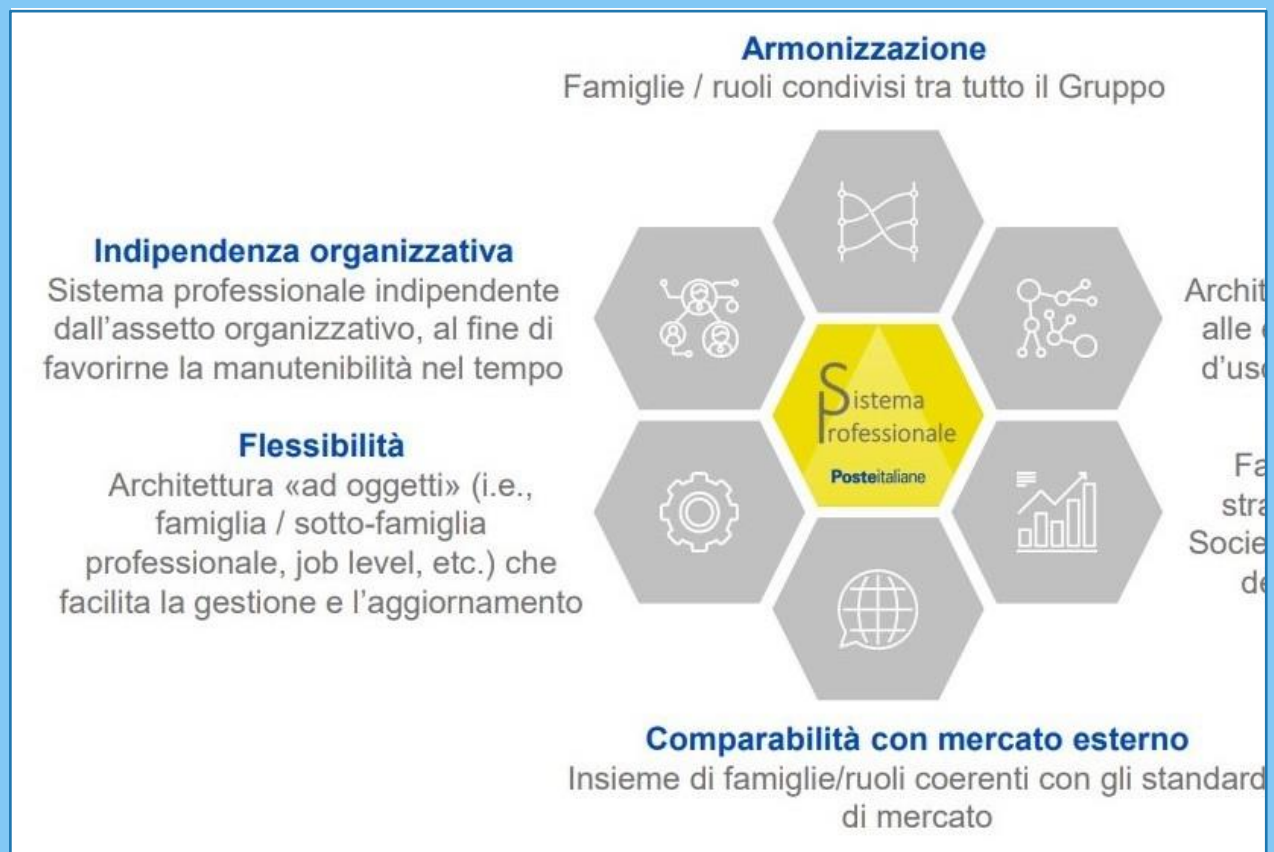 Armonizzazione
Famiglie / ruoli condivisi tra tutto il Gruppo
Indipendenza organizzativa
Sistema professionale indipendente
dall'assetto organizzativo, al fine di
favorirne la manutenibilità nel tempo
Flessibilità
Architettura «ad oggetti» (i.e.,
famiglia / sotto-famiglia
professionale, job level, etc.) che
facilita la gestione e l'aggiornamento
Sistema
Professionale
Posteitaliane
alle
Comparabilità con mercato esterno
Insieme di famiglie/ruoli coerenti con gli standard
di mercato